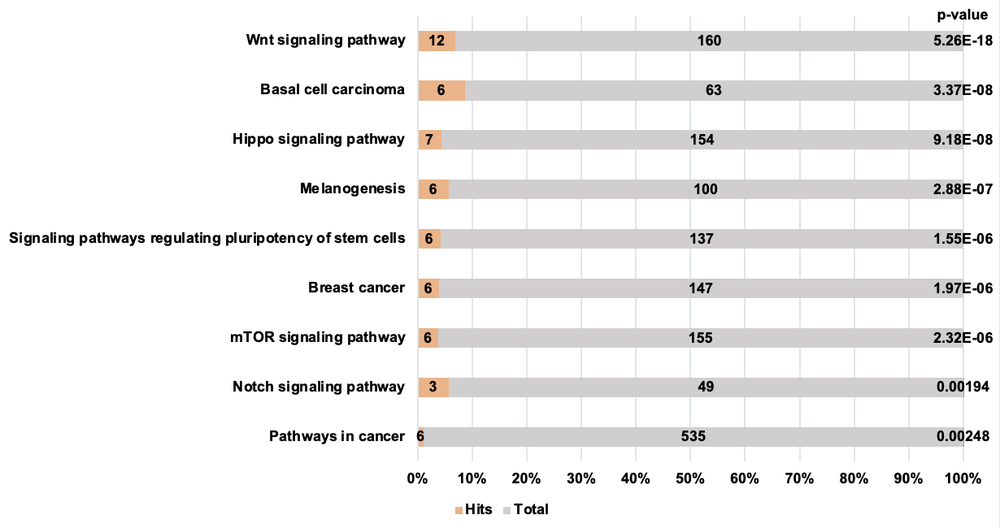 p-value
Wnt signaling pathway 12 160 5.26E-18
Basal cell carcinoma 6 63 3.37E-08
Hippo signaling pathway 7 154 9.18E-08
Melanogenesis 6 100 2.88E-07
Signaling pathways regulating pluripotency of stem cells 6 137 1.55E-06
Breast cancer 6 147 1.97E-06
mTOR signaling pathway 6 155 2.32E-06
Notch signaling pathway 3 49 0.00194
Pathways in cancer 6 535 0.00248
0% 10% 20% 30% 40% 50% 60% 70% 80% 90% 100%
Hits Total